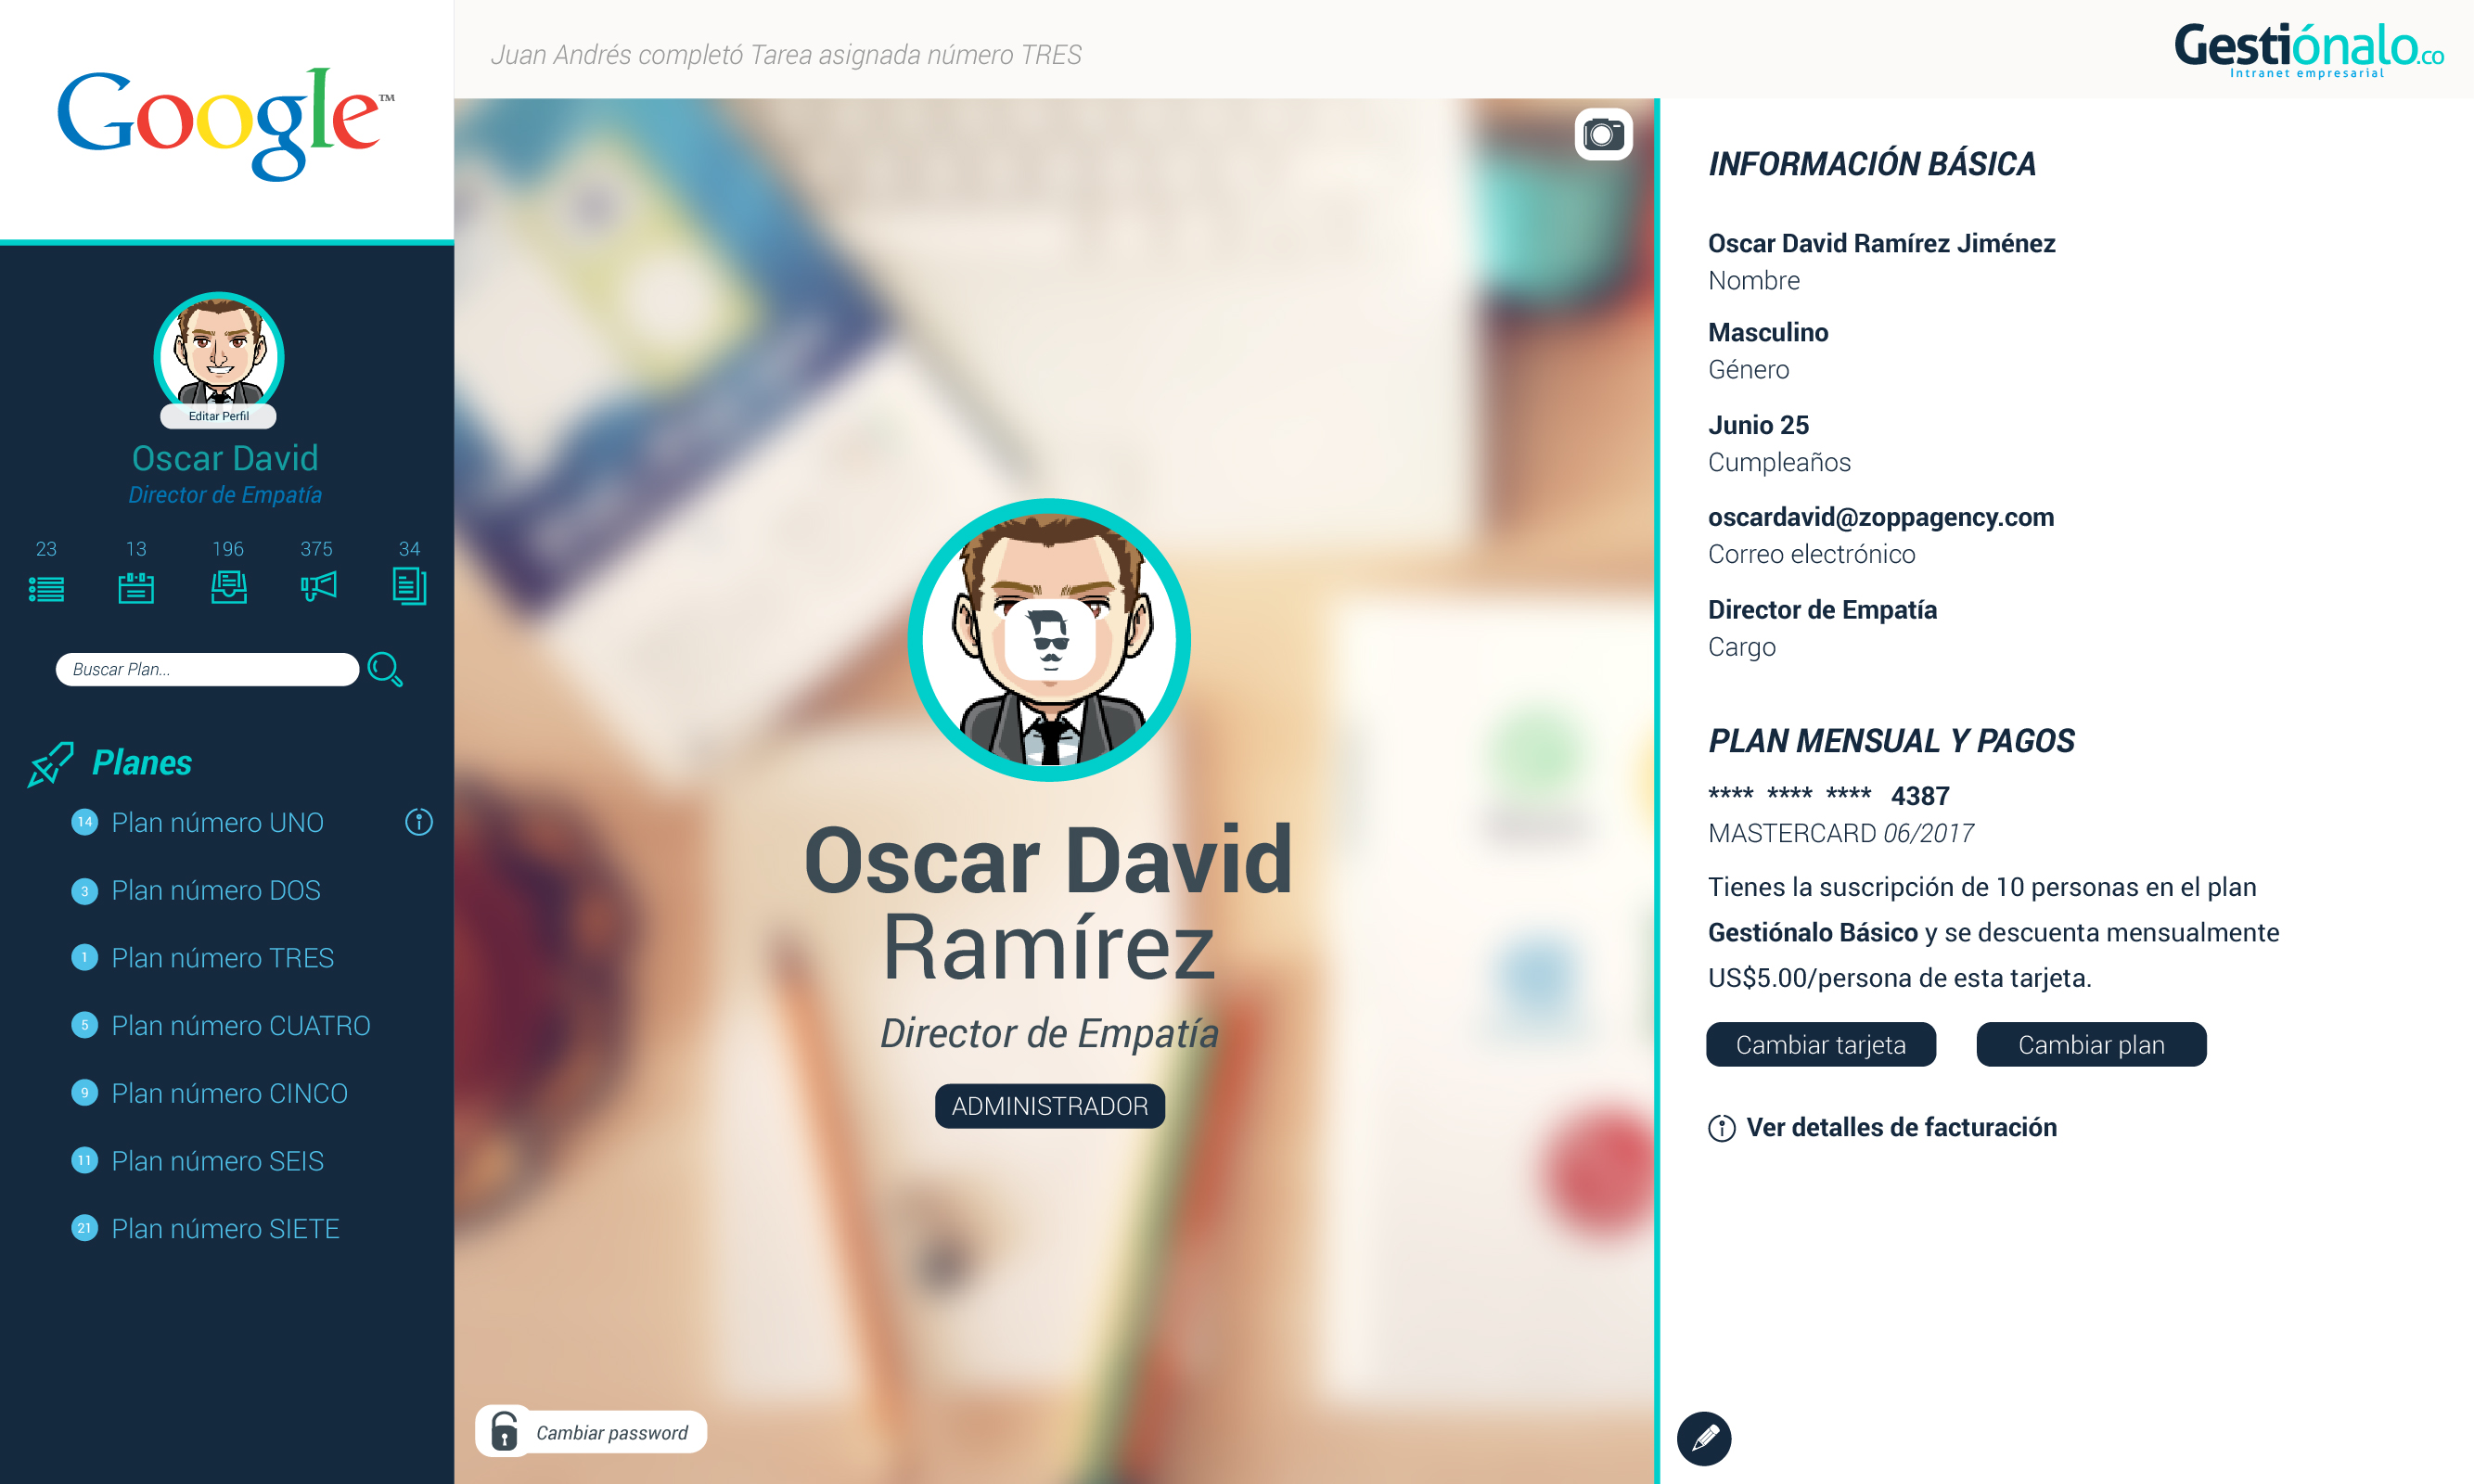 Google™
Juan Andrés completó Tarea asignada número TRES
Gestiónalo.co
Intranet empresarial
Editar Perfil
Oscar David
Director de Empatía
23 13 196 375 34
Buscar Plan...
Planes
14 Plan número UNO
3 Plan número DOS
1 Plan número TRES
5 Plan número CUATRO
9 Plan número CINCO
11 Plan número SEIS
21 Plan número SIETE
Oscar David
Ramírez
Director de Empatía
ADMINISTRADOR
Cambiar password
INFORMACIÓN BÁSICA
Oscar David Ramírez Jiménez
Nombre
Masculino
Género
Junio 25
Cumpleaños
oscardavid@zoppagency.com
Correo electrónico
Director de Empatía
Cargo
PLAN MENSUAL Y PAGOS
**** **** **** 4387
MASTERCARD 06/2017
Tienes la suscripción de 10 personas en el plan
Gestiónalo Básico y se descuenta mensualmente
US$5.00/persona de esta tarjeta.
Cambiar tarjeta Cambiar plan
Ver detalles de facturación